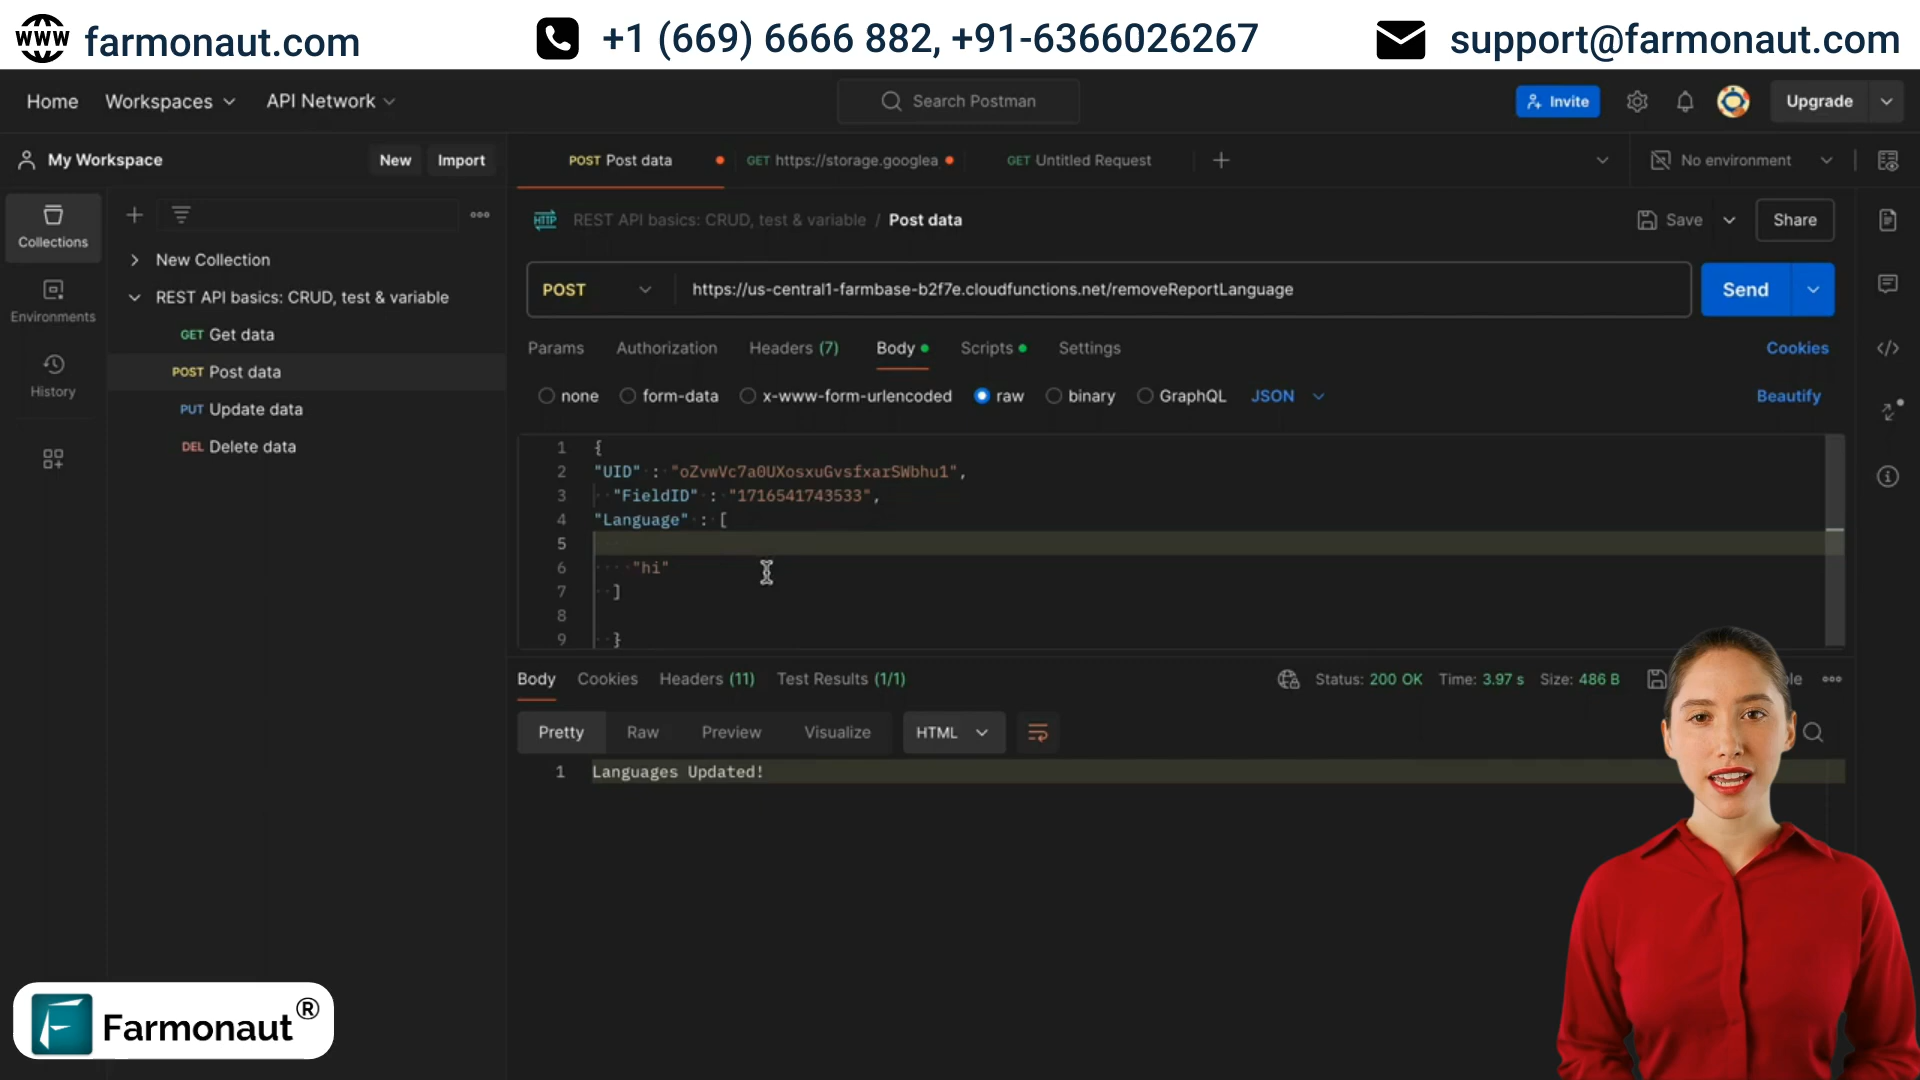 WWW farmonaut.com
+1 (669) 6666 882, +91-6366026267
support@farmonaut.com
Home Workspaces API Network
Search Postman
Invite
Upgrade
My Workspace
New Import
POST Post data
GET https://storage.googlea
GET Untitled Request
No environment
Collections
Environments
History
New Collection
REST API basics: CRUD, test & variable
GET Get data
POST Post data
PUT Update data
DEL Delete data
HTTP REST API basics: CRUD, test & variable / Post data
Save
Share
POST https://us-central1-farmbase-b2f7e.cloudfunctions.net/removeReportLanguage
Send
Params Authorization Headers (7) Body Scripts Settings
Cookies
none form-data x-www-form-urlencoded raw binary GraphQL JSON
Beautify
1 {
2 "UID" : "oZvwVc7a0UXosxuGvsfxarSWbhu1",
3 "FieldID" : "1716541743533",
4 "Language" : [
5
6 "hi"
7 ]
8
9 }
Body Cookies Headers (11) Test Results (1/1)
Status: 200 OK Time: 3.97 s Size: 486 B
Pretty Raw Preview Visualize HTML
1 Languages Updated!
Farmonaut®